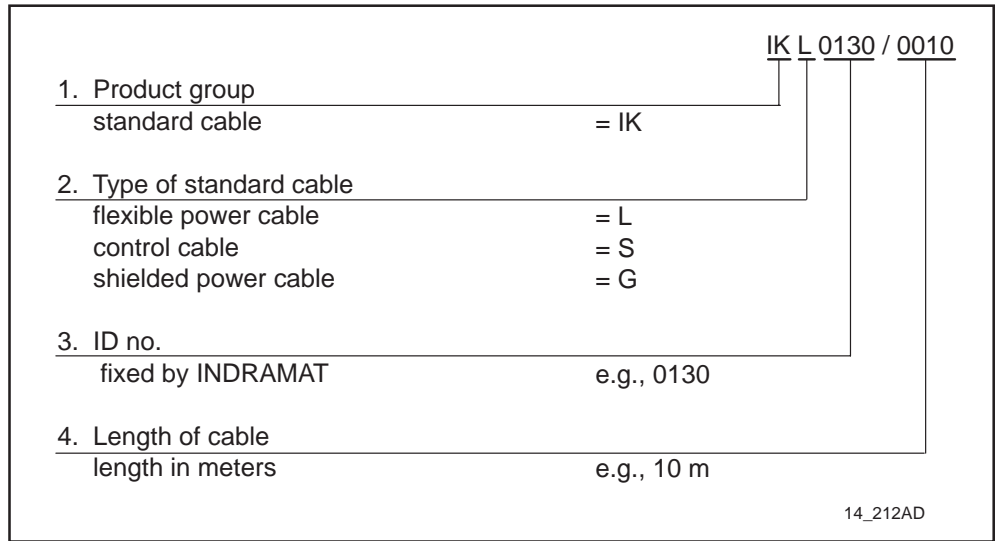 IK L 0130 / 0010
1. Product group
standard cable = IK
2. Type of standard cable
flexible power cable = L
control cable = S
shielded power cable = G
3. ID no.
fixed by INDRAMAT e.g., 0130
4. Length of cable
length in meters e.g., 10 m
14_212AD